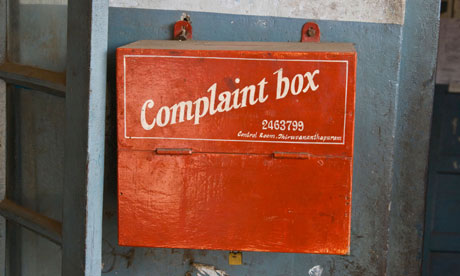 Complaint box
2463799
Control Room, Thiruvananthapuram